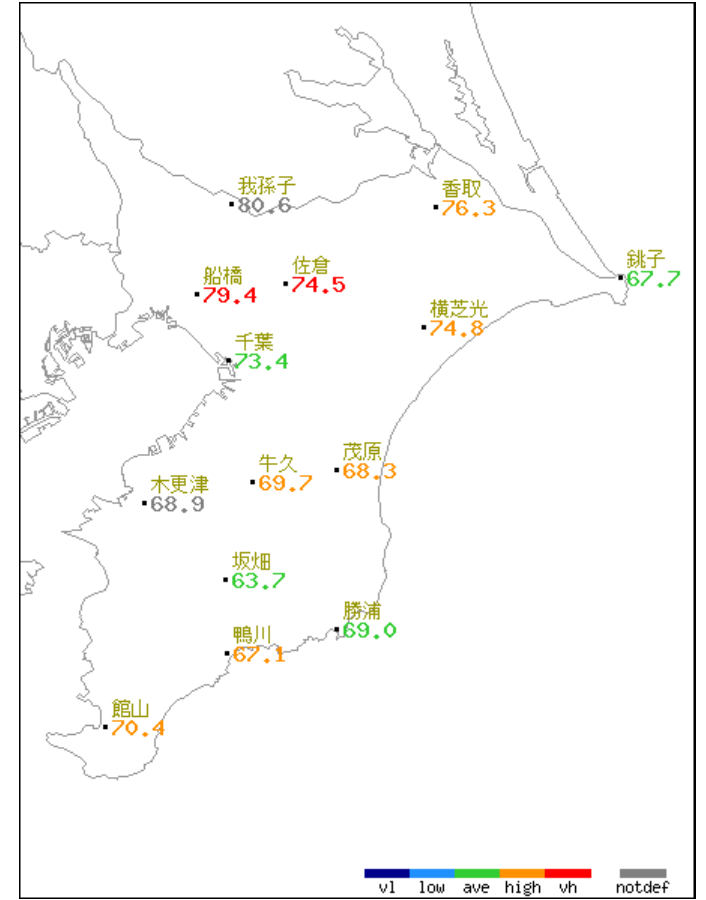 我孫子
80.6
香取
76.3
銚子
67.7
船橋
79.4
佐倉
74.5
横芝光
74.8
千葉
73.4
茂原
68.3
牛久
69.7
木更津
68.9
坂畑
63.7
勝浦
69.0
鴨川
67.1
館山
70.4
vl low ave high vh notdef